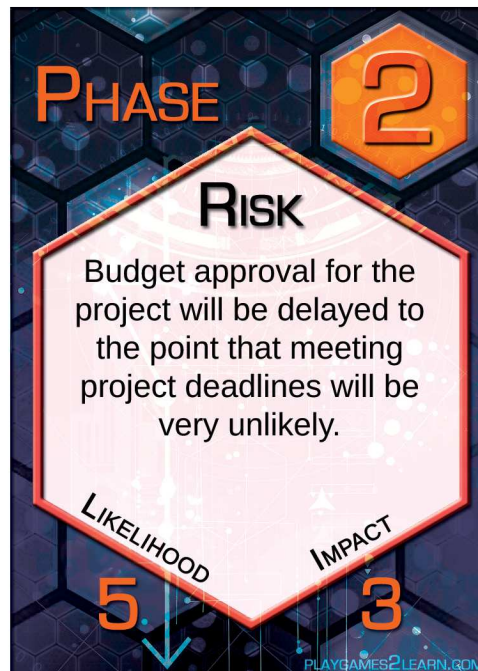 PHASE 2
RISK
Budget approval for the
project will be delayed to
the point that meeting
project deadlines will be
very unlikely.
LIKELIHOOD IMPACT
5 3
PLAYGAMES2LEARN.COM